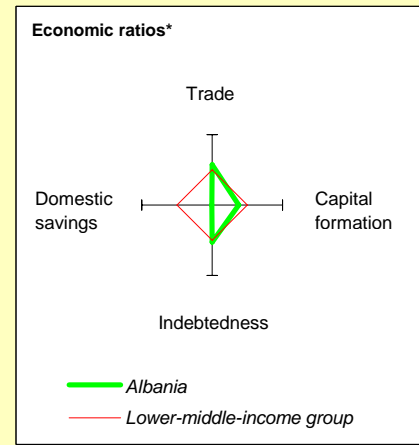 Economic ratios*
Trade
Domestic
savings
Capital
formation
Indebtedness
Albania
Lower-middle-income group